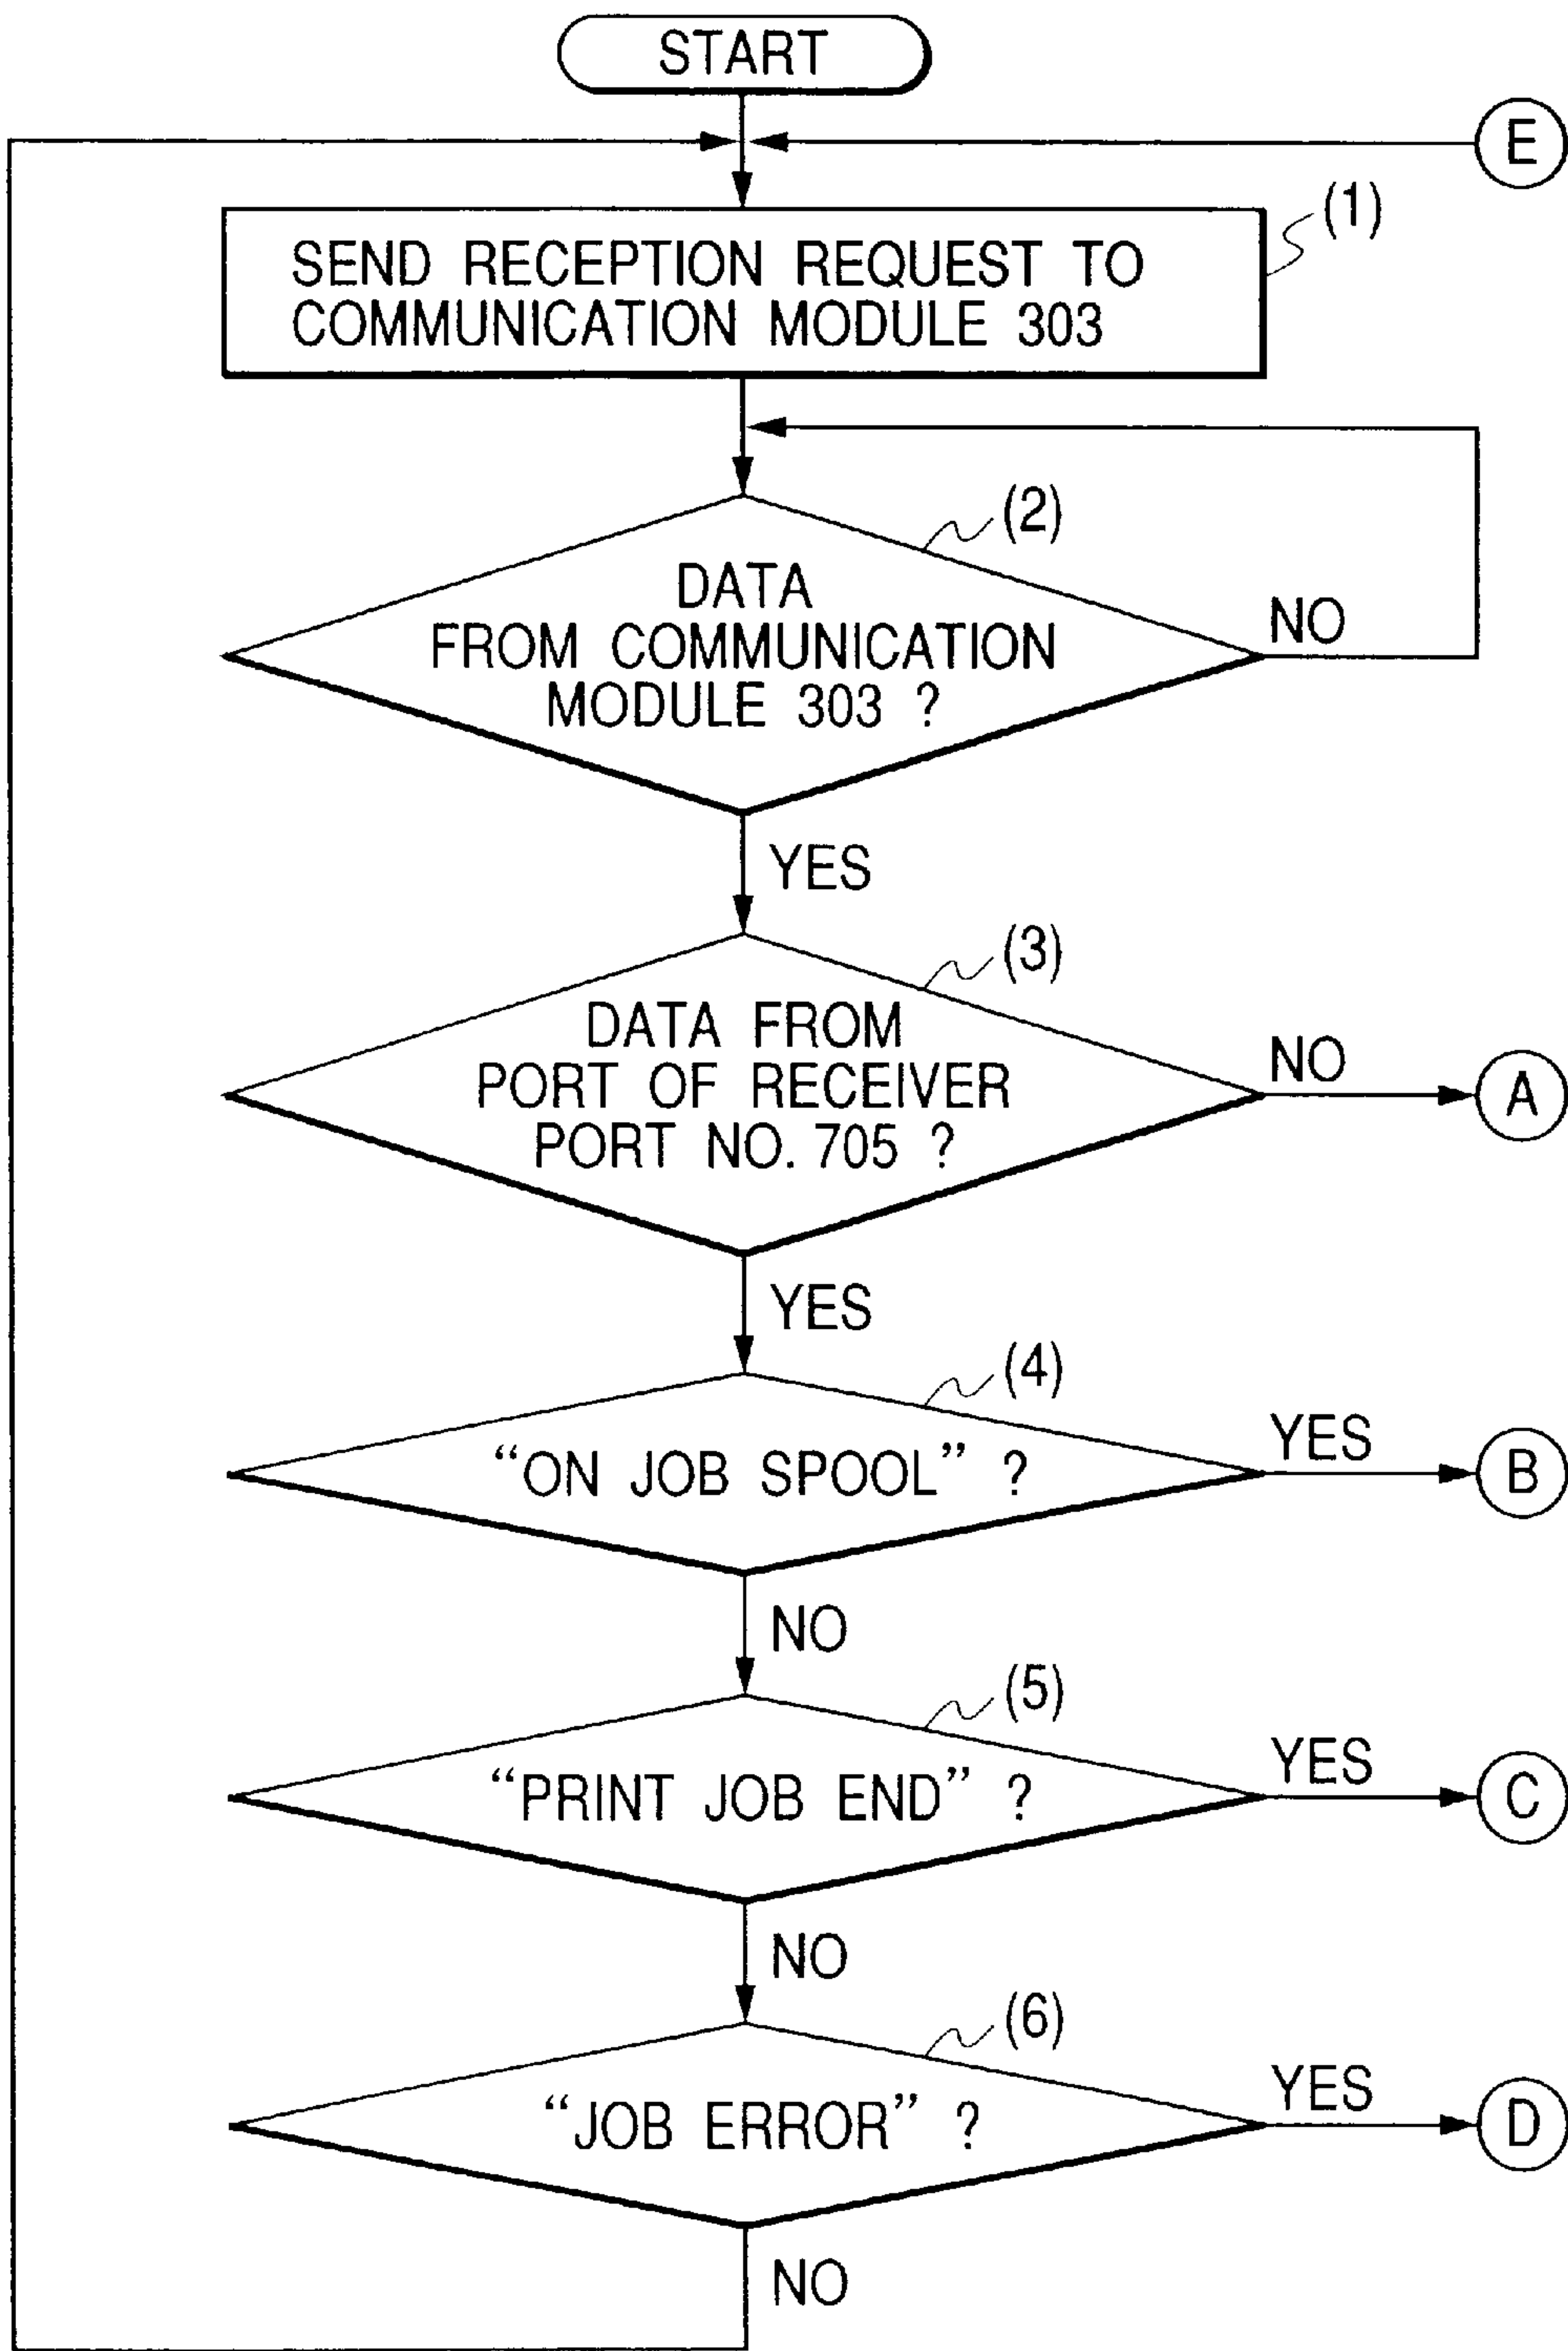 START
E
(1)
SEND RECEPTION REQUEST TO
COMMUNICATION MODULE 303
(2)
DATA
FROM COMMUNICATION
MODULE 303 ?
NO
YES
(3)
DATA FROM
PORT OF RECEIVER
PORT NO. 705 ?
NO
A
YES
(4)
“ON JOB SPOOL” ?
YES
B
NO
(5)
“PRINT JOB END” ?
YES
C
NO
(6)
“JOB ERROR” ?
YES
D
NO